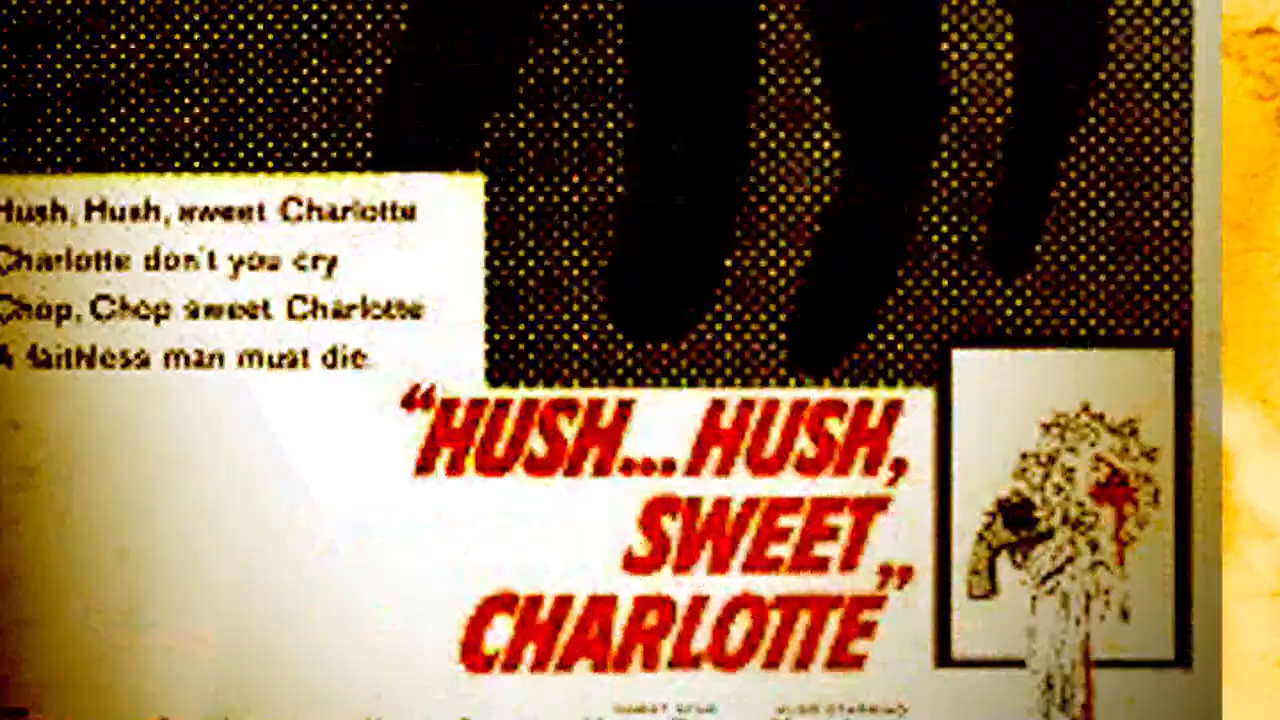 Hush, Hush, sweet Charlotte
Charlotte don't you cry
Chop, Chop sweet Charlotte
A faithless man must die.
"HUSH...HUSH,
SWEET
CHARLOTTE"